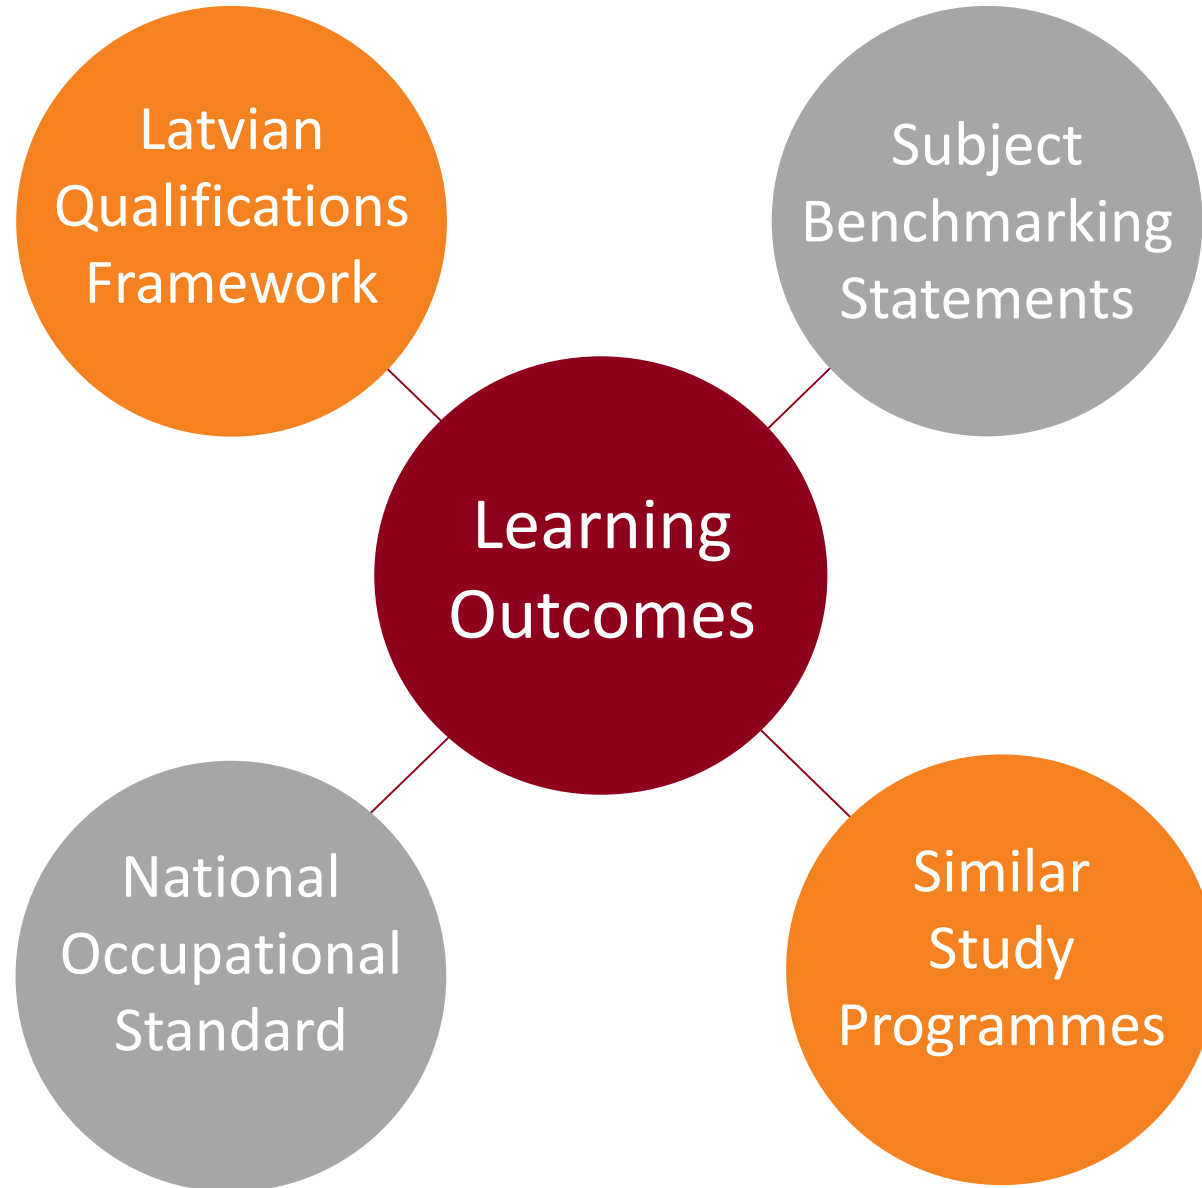 Latvian
Qualifications
Framework
Subject
Benchmarking
Statements
Learning
Outcomes
National
Occupational
Standard
Similar
Study
Programmes